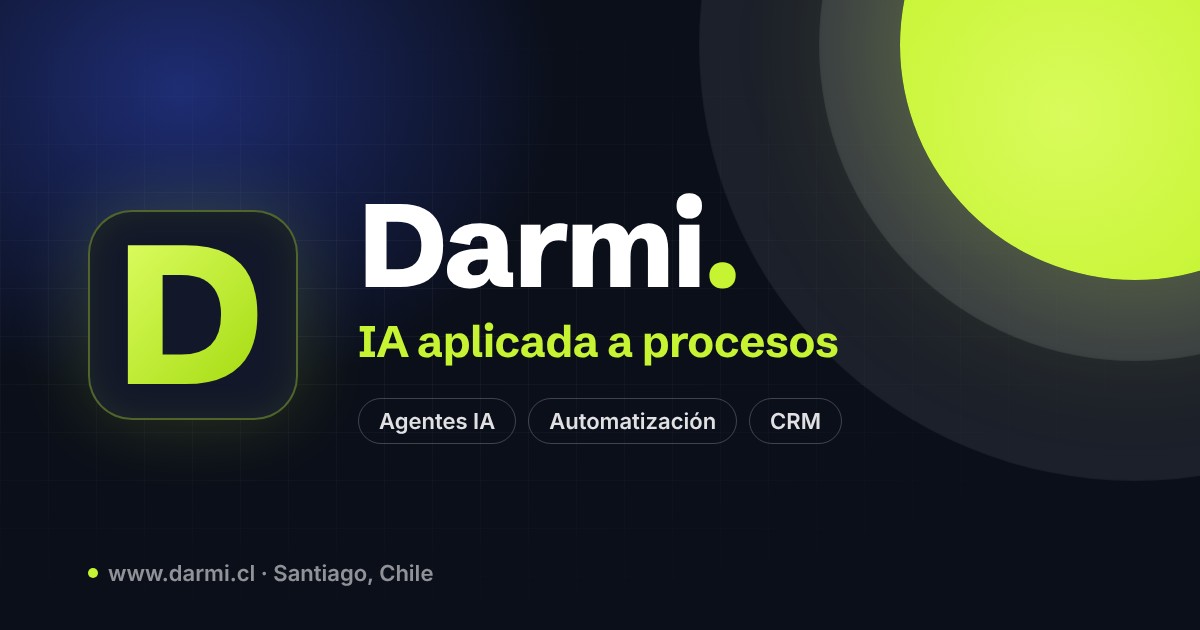 D
Darmi.
IA aplicada a procesos
Agentes IA
Automatización
CRM
www.darmi.cl · Santiago, Chile